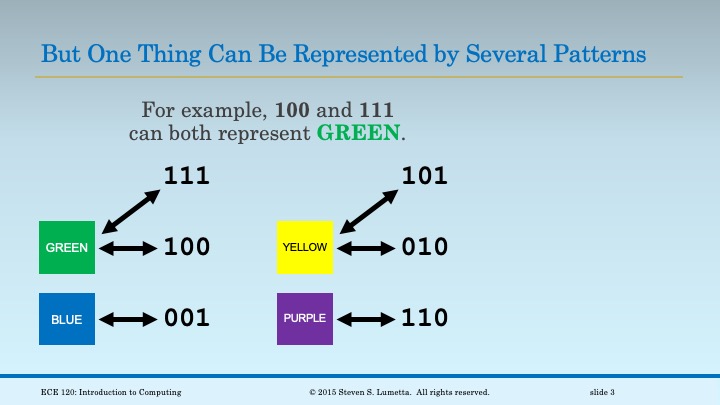 But One Thing Can Be Represented by Several Patterns
For example, 100 and 111
can both represent GREEN.
111
GREEN
100
BLUE
001
101
YELLOW
010
PURPLE
110
ECE 120: Introduction to Computing
© 2015 Steven S. Lumetta. All rights reserved.
slide 3